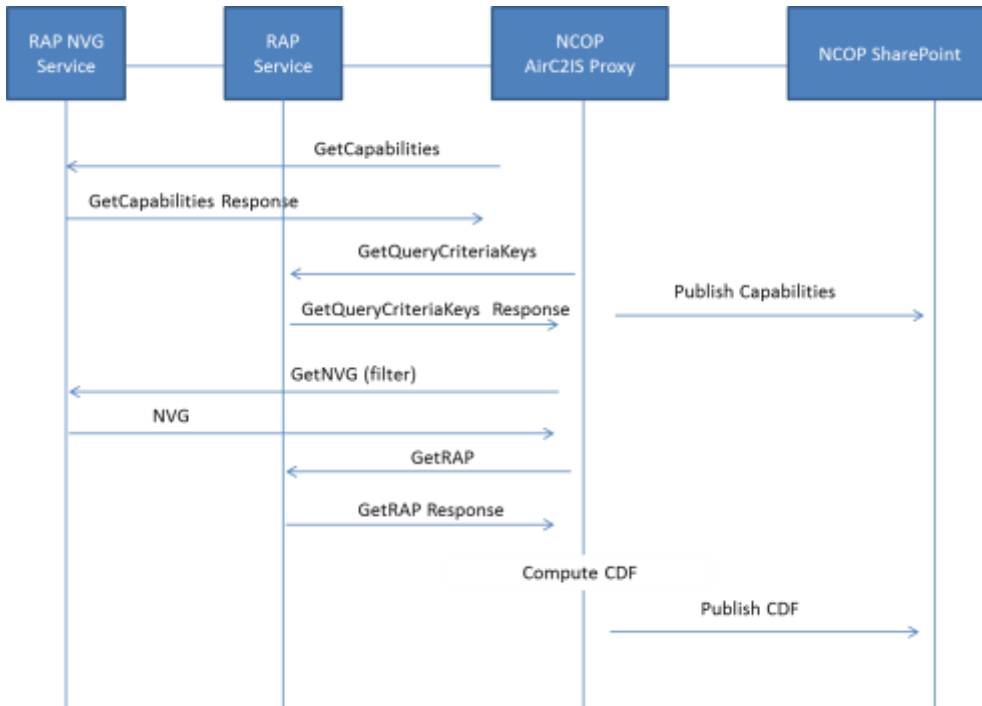 RAP NVG
Service
RAP
Service
NCOP
AirC2IS Proxy
NCOP SharePoint
GetCapabilities
GetCapabilities Response
GetQueryCriteriaKeys
Publish Capabilities
GetQueryCriteriaKeys Response
GetNVG (filter)
NVG
GetRAP
GetRAP Response
Compute CDF
Publish CDF